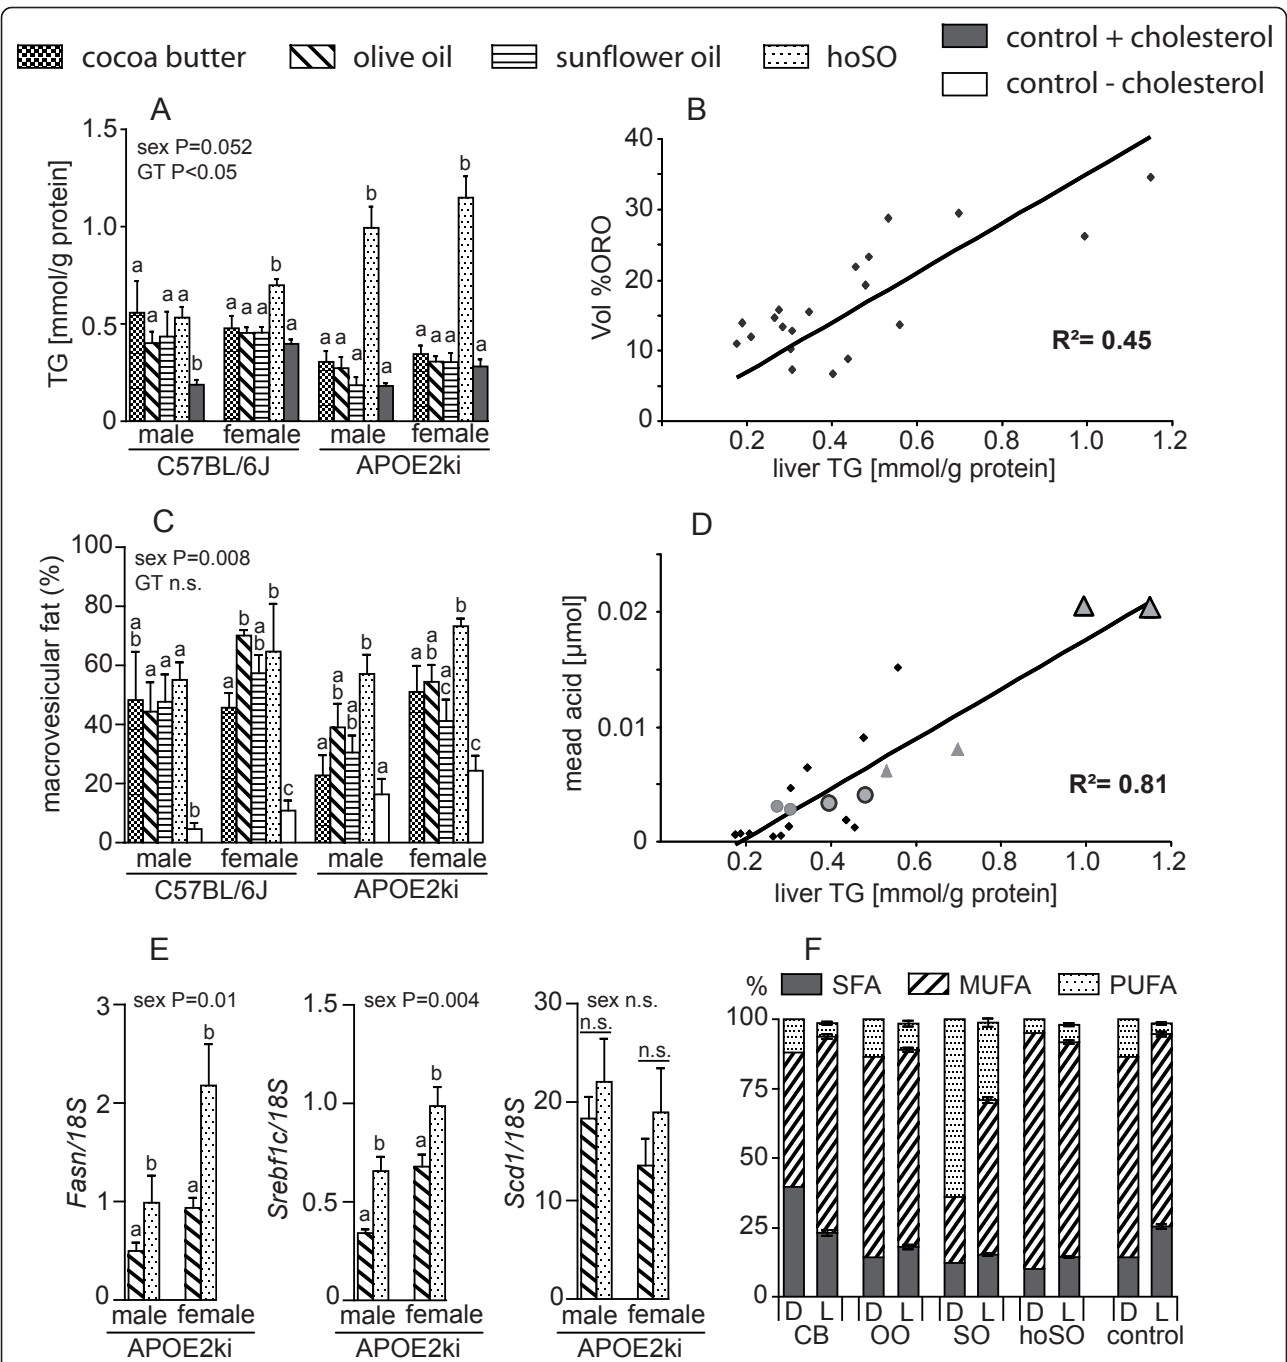 cocoa butter olive oil sunflower oil hoSO control + cholesterol
control - cholesterol
A
TG [mmol/g protein]
1.5
1.0
0.5
0
sex P=0.052
GT P<0.05
a a a a b
a a a b a
a a a b a
a a a b a
male female male female
C57BL/6J APOE2ki
B
Vol %ORO
40
30
20
10
0
R²= 0.45
0.2 0.4 0.6 0.8 1.0 1.2
liver TG [mmol/g protein]
C
macrovesicular fat (%)
100
80
60
40
20
0
sex P=0.008
GT n.s.
a b a a a b
a b a b b c
a a b a b b a
a a b a c b c
male female male female
C57BL/6J APOE2ki
D
mead acid [µmol]
0.02
0.01
0
R²= 0.81
0.2 0.4 0.6 0.8 1.0 1.2
liver TG [mmol/g protein]
E
Fasn/18S
3
2
1
0
sex P=0.01
a b a b
male female
APOE2ki
Srebf1c/18S
1.5
1.0
0.5
0
sex P=0.004
a b a b
male female
APOE2ki
Scd1/18S
30
20
10
0
sex n.s.
n.s. n.s.
male female
APOE2ki
F
% SFA MUFA PUFA
100
75
50
25
0
D L D L D L D L D L
CB OO SO hoSO control